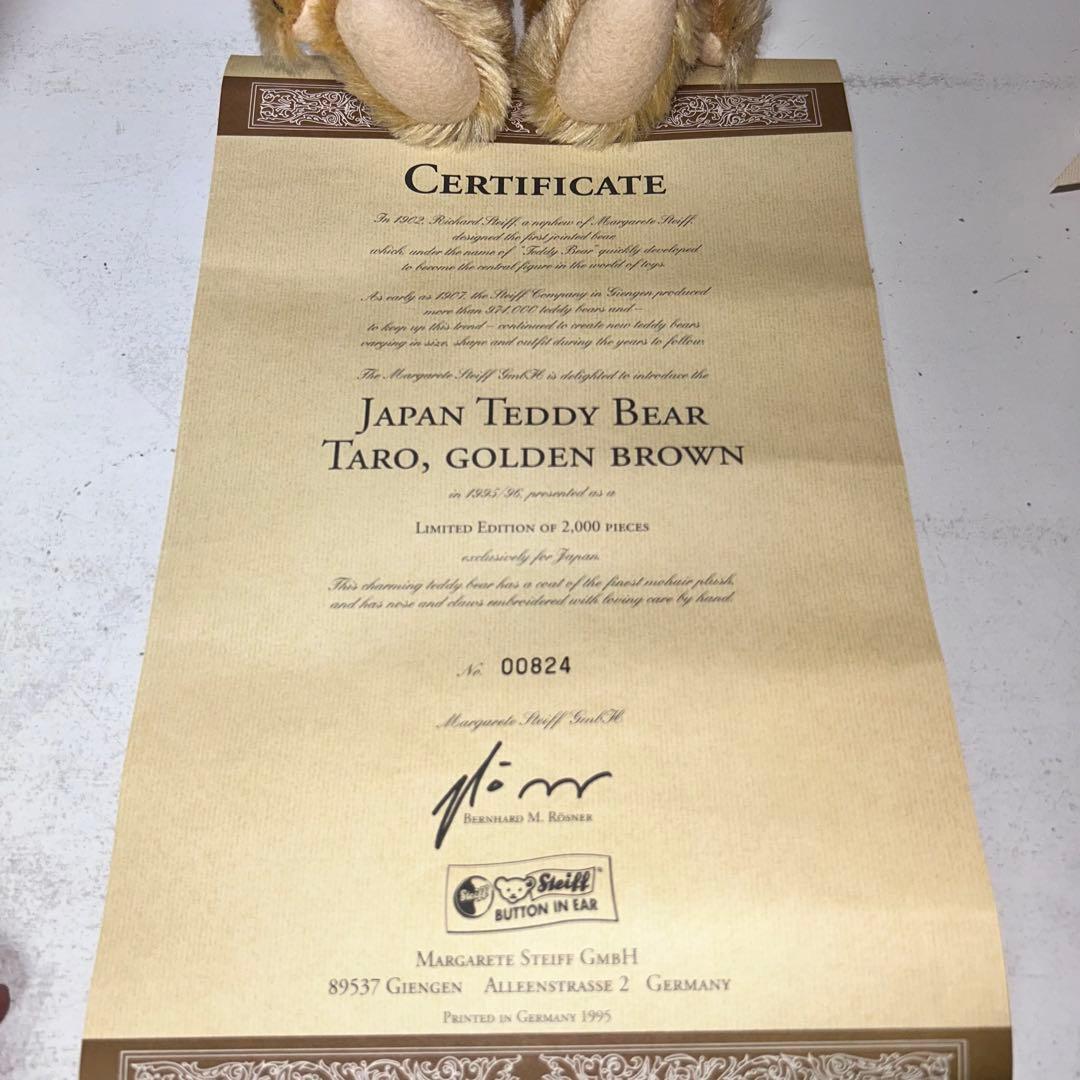 CERTIFICATE
In 1902, Richard Steiff, a nephew of Margarete Steiff,
designed the first jointed bear,
which, under the name of "Teddy Bear" quickly developed
to become the central figure in the world of toys.
As early as 1907, the Steiff Company in Giengen produced
more than 974,000 teddy bears and –
to keep up this trend – continued to create new teddy bears
varying in size, shape and outfit during the years to follow.
The Margarete Steiff GmbH is delighted to introduce the
JAPAN TEDDY BEAR
TARO, GOLDEN BROWN
in 1995/96, presented as a
LIMITED EDITION OF 2,000 PIECES
exclusively for Japan.
This charming teddy bear has a coat of the finest mohair plush,
and has nose and claws embroidered with loving care by hand.
No. 00824
Margarete Steiff GmbH
BERNHARD M. RÖSNER
Steiff Steiff
BUTTON IN EAR
MARGARETE STEIFF GMBH
89537 GIENGEN ALLEENSTRASSE 2 GERMANY
PRINTED IN GERMANY 1995